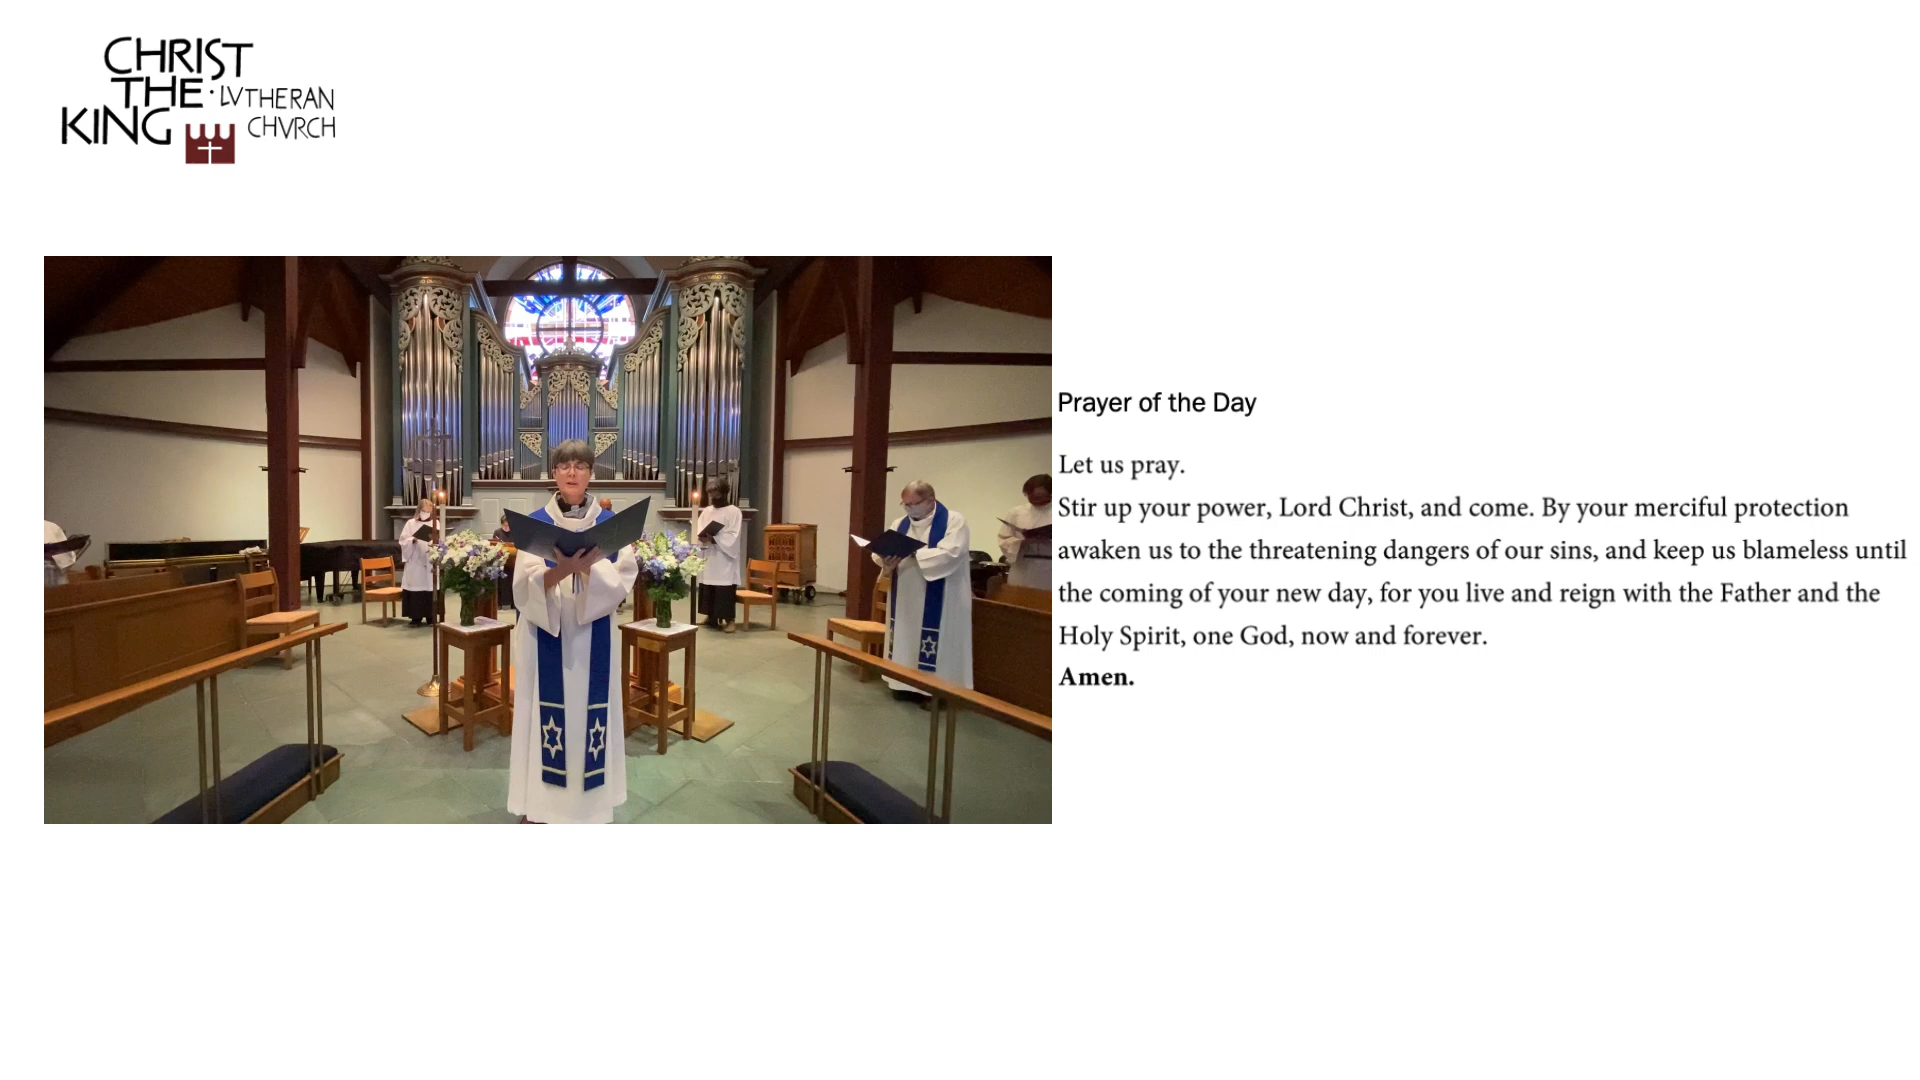 CHRIST
THE · LVTHERAN
KING CHVRCH
Prayer of the Day
Let us pray.
Stir up your power, Lord Christ, and come. By your merciful protection
awaken us to the threatening dangers of our sins, and keep us blameless until
the coming of your new day, for you live and reign with the Father and the
Holy Spirit, one God, now and forever.
Amen.